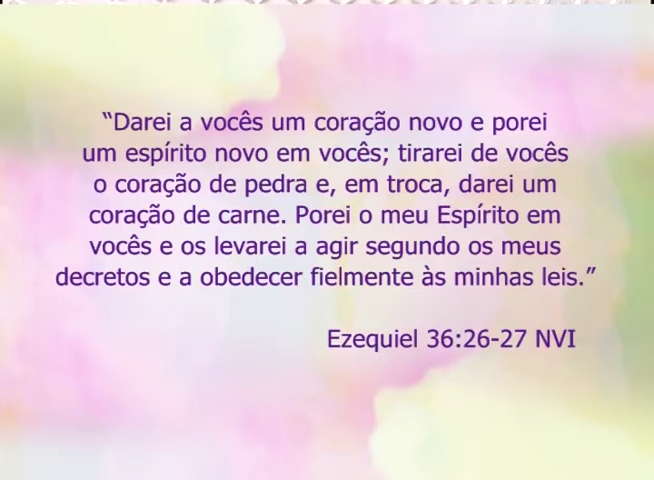 “Darei a vocês um coração novo e porei
um espírito novo em vocês; tirarei de vocês
o coração de pedra e, em troca, darei um
coração de carne. Porei o meu Espírito em
vocês e os levarei a agir segundo os meus
decretos e a obedecer fielmente às minhas leis.”
Ezequiel 36:26-27 NVI